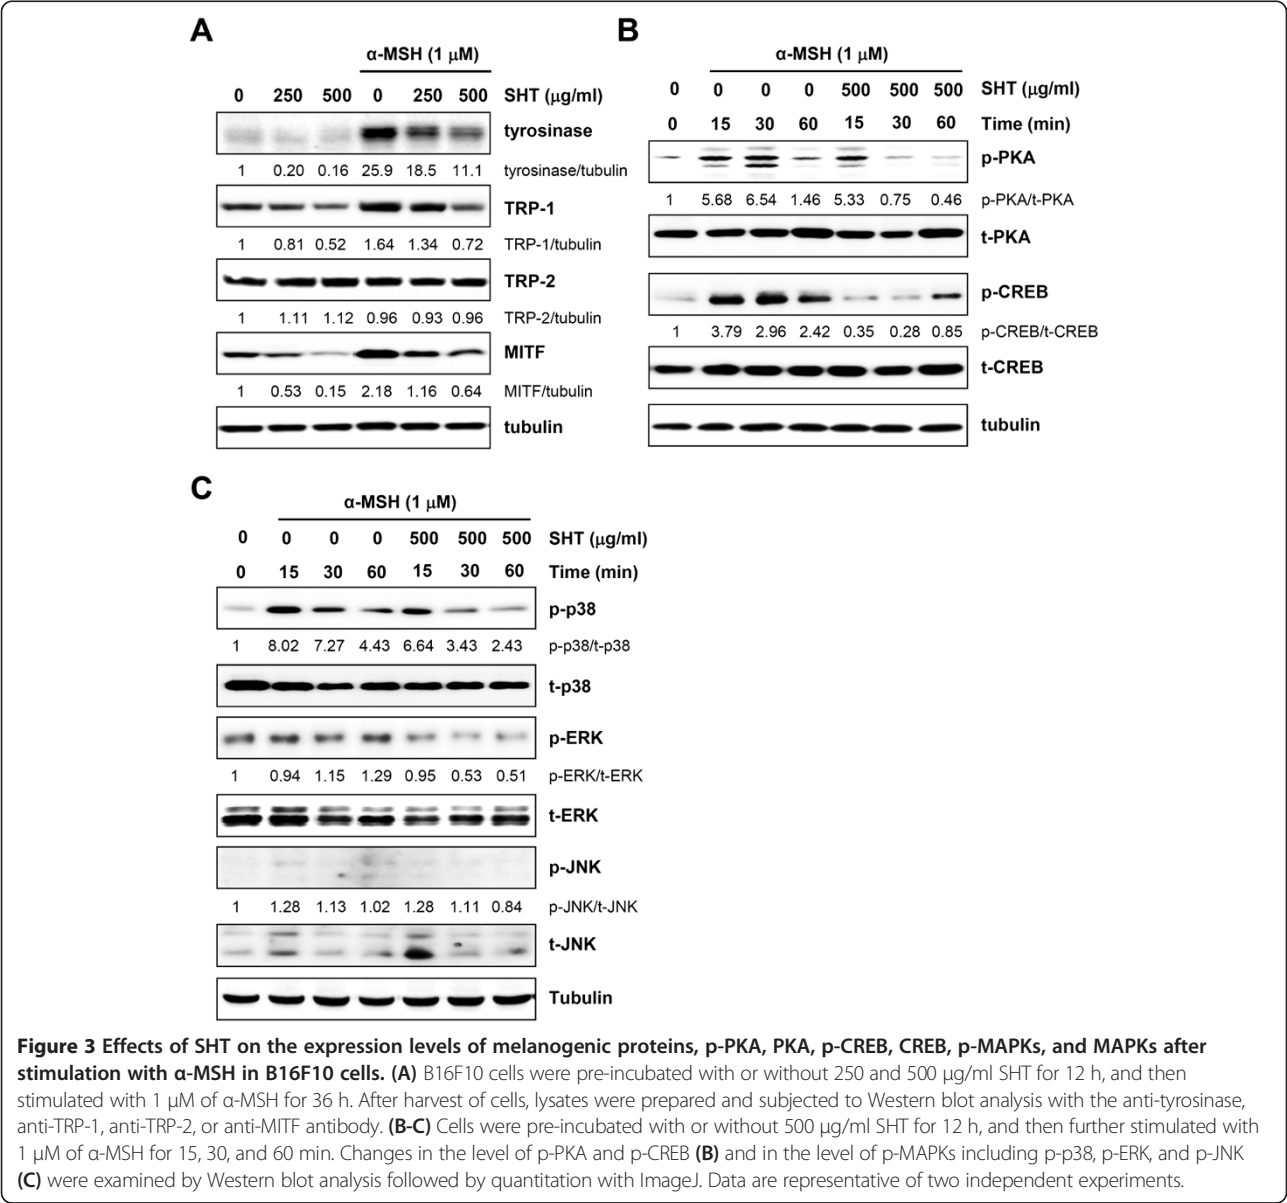 A
α-MSH (1 μM)
0 250 500 0 250 500 SHT (μg/ml)
tyrosinase
1 0.20 0.16 25.9 18.5 11.1 tyrosinase/tubulin
TRP-1
1 0.81 0.52 1.64 1.34 0.72 TRP-1/tubulin
TRP-2
1 1.11 1.12 0.96 0.93 0.96 TRP-2/tubulin
MITF
1 0.53 0.15 2.18 1.16 0.64 MITF/tubulin
tubulin
B
α-MSH (1 μM)
0 0 0 0 500 500 500 SHT (μg/ml)
0 15 30 60 15 30 60 Time (min)
p-PKA
1 5.68 6.54 1.46 5.33 0.75 0.46 p-PKA/t-PKA
t-PKA
p-CREB
1 3.79 2.96 2.42 0.35 0.28 0.85 p-CREB/t-CREB
t-CREB
tubulin
C
α-MSH (1 μM)
0 0 0 0 500 500 500 SHT (μg/ml)
0 15 30 60 15 30 60 Time (min)
p-p38
1 8.02 7.27 4.43 6.64 3.43 2.43 p-p38/t-p38
t-p38
p-ERK
1 0.94 1.15 1.29 0.95 0.53 0.51 p-ERK/t-ERK
t-ERK
p-JNK
1 1.28 1.13 1.02 1.28 1.11 0.84 p-JNK/t-JNK
t-JNK
Tubulin
Figure 3 Effects of SHT on the expression levels of melanogenic proteins, p-PKA, PKA, p-CREB, CREB, p-MAPKs, and MAPKs after
stimulation with α-MSH in B16F10 cells. (A) B16F10 cells were pre-incubated with or without 250 and 500 μg/ml SHT for 12 h, and then
stimulated with 1 μM of α-MSH for 36 h. After harvest of cells, lysates were prepared and subjected to Western blot analysis with the anti-tyrosinase,
anti-TRP-1, anti-TRP-2, or anti-MITF antibody. (B-C) Cells were pre-incubated with or without 500 μg/ml SHT for 12 h, and then further stimulated with
1 μM of α-MSH for 15, 30, and 60 min. Changes in the level of p-PKA and p-CREB (B) and in the level of p-MAPKs including p-p38, p-ERK, and p-JNK
(C) were examined by Western blot analysis followed by quantitation with ImageJ. Data are representative of two independent experiments.